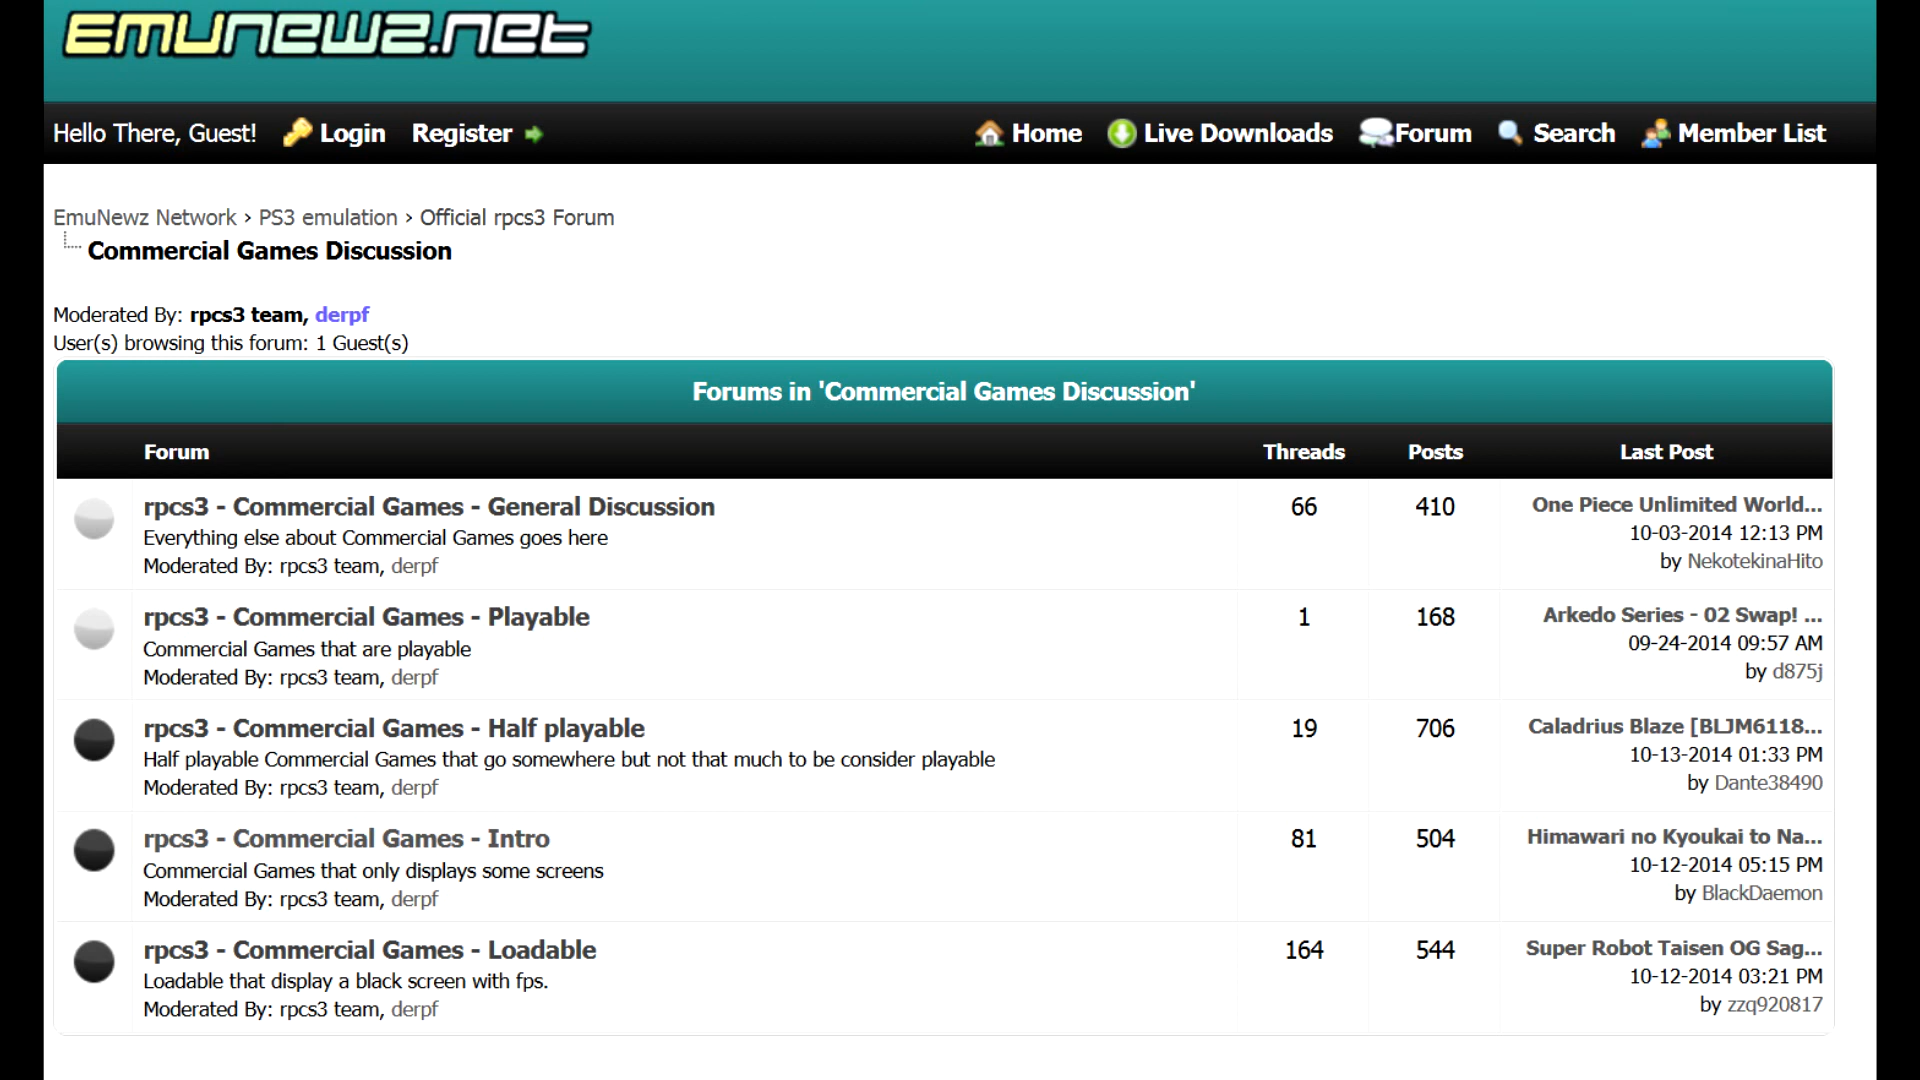 EMUNEWZ.NET
Hello There, Guest! Login Register Home Live Downloads Forum Search Member List
EmuNewz Network › PS3 emulation › Official rpcs3 Forum
Commercial Games Discussion
Moderated By: rpcs3 team, derpf
User(s) browsing this forum: 1 Guest(s)
Forums in 'Commercial Games Discussion'
Forum Threads Posts Last Post
rpcs3 - Commercial Games - General Discussion 66 410 One Piece Unlimited World...
Everything else about Commercial Games goes here 10-03-2014 12:13 PM
Moderated By: rpcs3 team, derpf by NekotekinaHito
rpcs3 - Commercial Games - Playable 1 168 Arkedo Series - 02 Swap! ...
Commercial Games that are playable 09-24-2014 09:57 AM
Moderated By: rpcs3 team, derpf by d875j
rpcs3 - Commercial Games - Half playable 19 706 Caladrius Blaze [BLJM6118...
Half playable Commercial Games that go somewhere but not that much to be consider playable 10-13-2014 01:33 PM
Moderated By: rpcs3 team, derpf by Dante38490
rpcs3 - Commercial Games - Intro 81 504 Himawari no Kyoukai to Na...
Commercial Games that only displays some screens 10-12-2014 05:15 PM
Moderated By: rpcs3 team, derpf by BlackDaemon
rpcs3 - Commercial Games - Loadable 164 544 Super Robot Taisen OG Sag...
Loadable that display a black screen with fps. 10-12-2014 03:21 PM
Moderated By: rpcs3 team, derpf by zzq920817